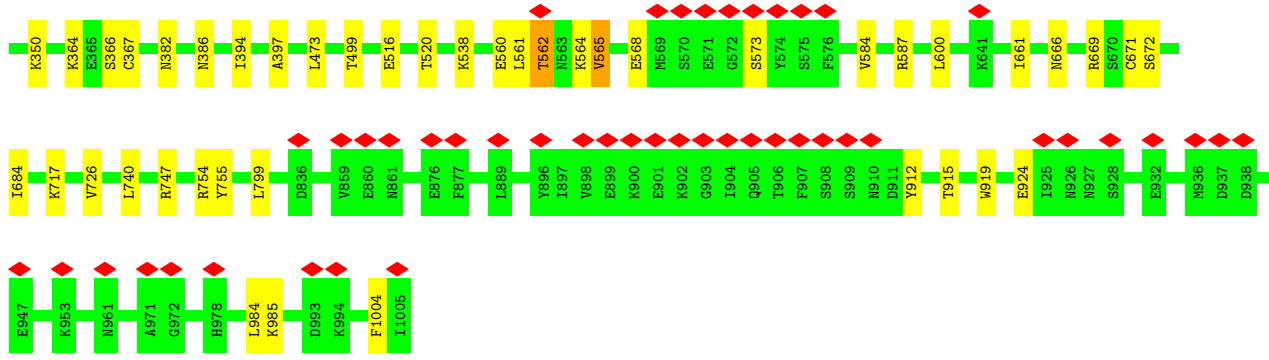 K350 K364 E365 S366 C367 N382 N386 I394 A397 L473 T499 E516 T520 K538 E560 L561 T562 N563 K564 V565 E568 M569 S570 E571 G572 S573 Y574 S575 F576 V584 R587 L600 K641 I661 N666 R669 S670 C671 S672
I684 K717 V726 L740 R747 R754 Y755 L799 D836 V859 E860 N861 E876 F877 L889 Y896 I897 V898 E899 K900 E901 K902 G903 I904 Q905 T906 F907 S908 S909 N910 D911 Y912 T915 W919 E924 I925 N926 N927 S928 E932 M936 D937 D938
E947 K953 N961 A971 G972 H978 L984 K985 D993 K994 F1004 I1005